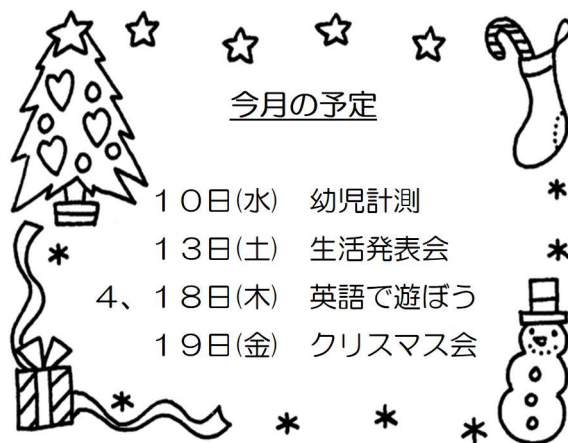 今月の予定
１０日(水)　幼児計測
１３日(土)　生活発表会
４、１８日(木)　英語で遊ぼう
１９日(金)　クリスマス会